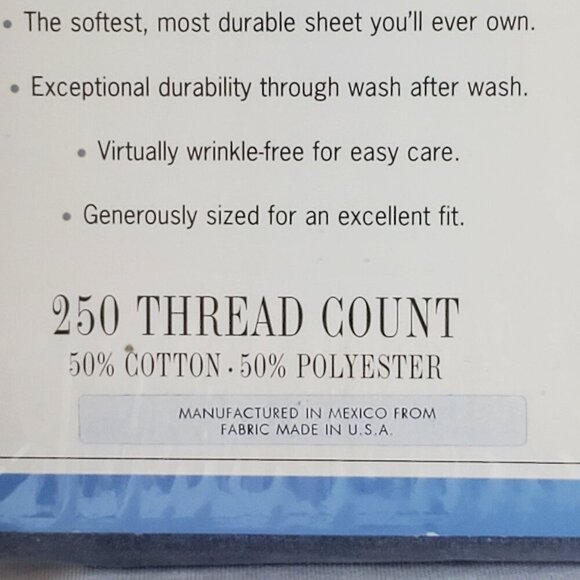 • The softest, most durable sheet you'll ever own.
• Exceptional durability through wash after wash.
• Virtually wrinkle-free for easy care.
• Generously sized for an excellent fit.
250 THREAD COUNT
50% COTTON · 50% POLYESTER
MANUFACTURED IN MEXICO FROM
FABRIC MADE IN U.S.A.